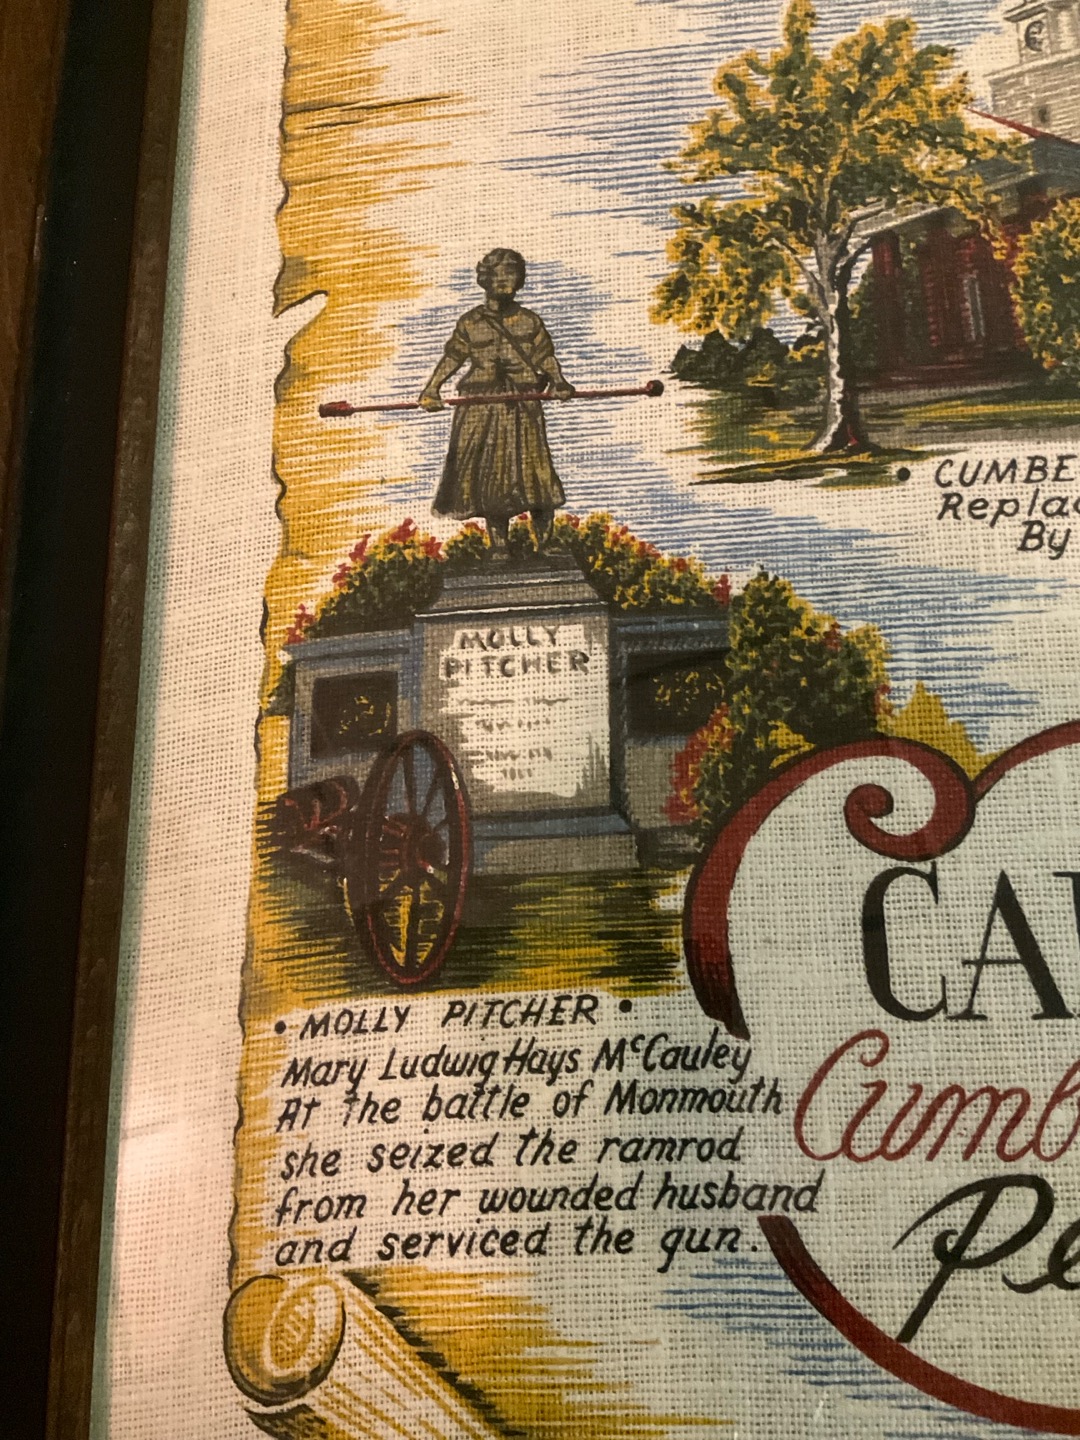 CUMBE
Replac
By
MOLLY
PITCHER
CA
Cumb
Pe
• MOLLY PITCHER •
Mary Ludwig Hays McCauley
At the battle of Monmouth
she seized the ramrod
from her wounded husband
and serviced the gun.